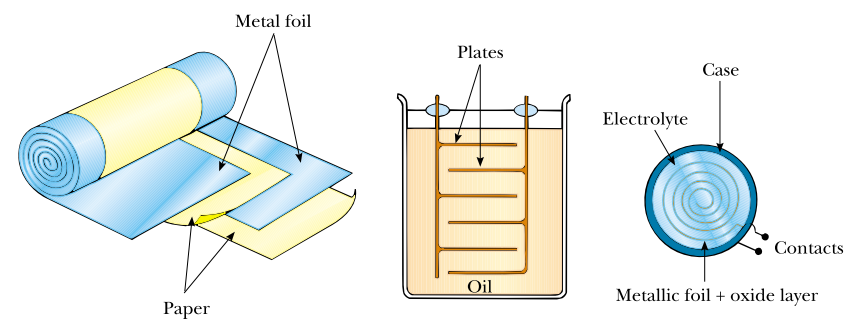 Metal foil
Paper
Plates
Oil
Case
Electrolyte
Contacts
Metallic foil + oxide layer